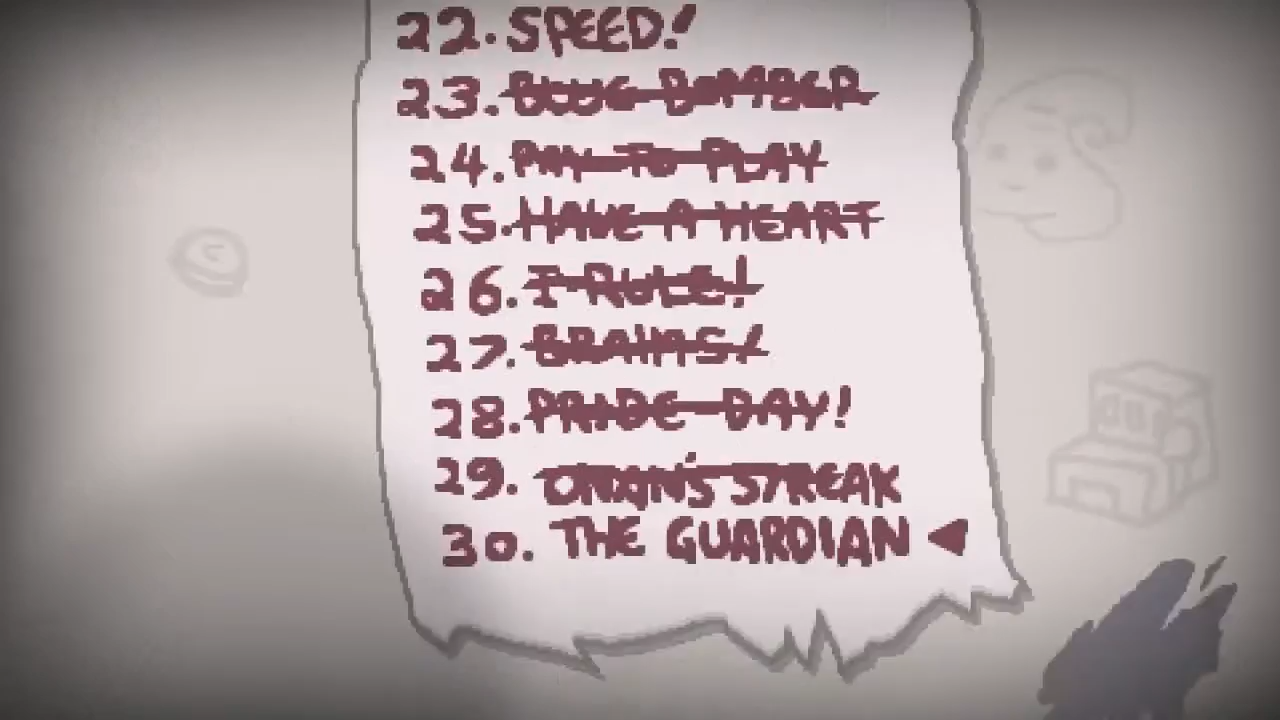 22. SPEED!
23. BLUE BOMBER
24. PAY TO PLAY
25. HAVE A HEART
26. I RULE!
27. BRAINS!
28. PRIDE DAY!
29. ONAN'S STREAK
30. THE GUARDIAN